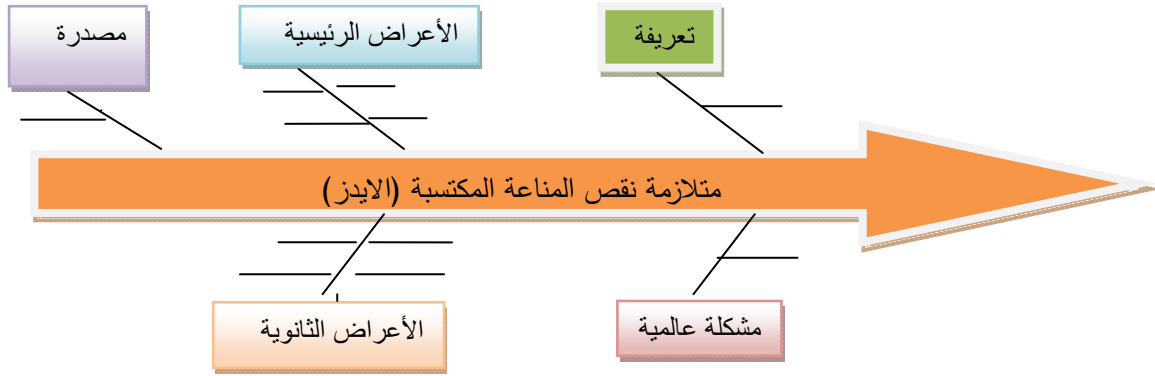 تعريفة
الأعراض الرئيسية
مصدرة
متلازمة نقص المناعة المكتسبة (الايدز)
مشكلة عالمية
الأعراض الثانوية